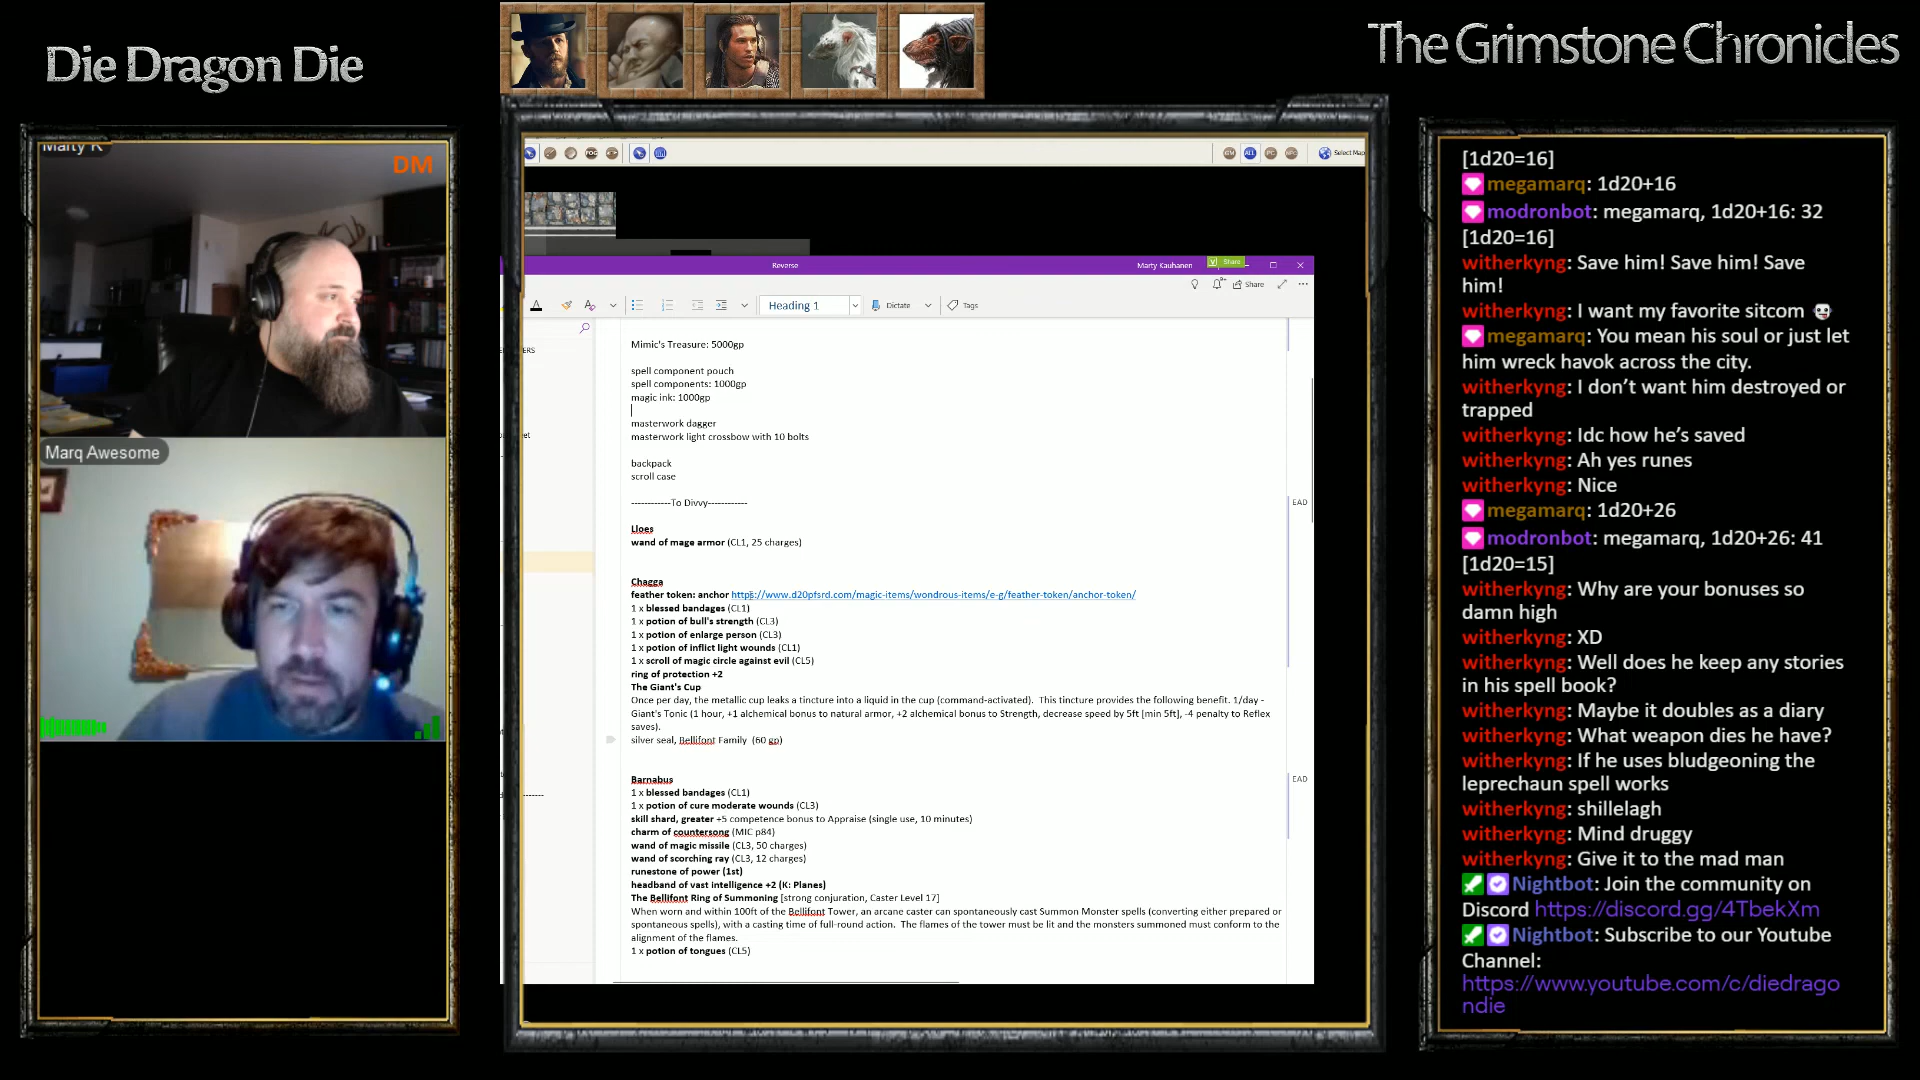 Die Dragon Die
The Grimstone Chronicles
Marty K
DM
Marq Awesome
FOG
ALL
Select Map
Reverse
Marty Kauhanen
Share
Share
Heading 1
Dictate
Tags
ERS
Mimic's Treasure: 5000gp
spell component pouch
spell components: 1000gp
magic ink: 1000gp
masterwork dagger
masterwork light crossbow with 10 bolts
backpack
scroll case
------------To Divvy------------
EAD
Lloes
wand of mage armor (CL1, 25 charges)
Chagga
feather token: anchor https://www.d20pfsrd.com/magic-items/wondrous-items/e-g/feather-token/anchor-token/
1 x blessed bandages (CL1)
1 x potion of bull's strength (CL3)
1 x potion of enlarge person (CL3)
1 x potion of inflict light wounds (CL1)
1 x scroll of magic circle against evil (CL5)
ring of protection +2
The Giant's Cup
Once per day, the metallic cup leaks a tincture into a liquid in the cup (command-activated).  This tincture provides the following benefit. 1/day -
Giant's Tonic (1 hour, +1 alchemical bonus to natural armor, +2 alchemical bonus to Strength, decrease speed by 5ft [min 5ft], -4 penalty to Reflex
saves).
silver seal, Bellifont Family  (60 gp)
Barnabus
EAD
1 x blessed bandages (CL1)
1 x potion of cure moderate wounds (CL3)
skill shard, greater +5 competence bonus to Appraise (single use, 10 minutes)
charm of countersong (MIC p84)
wand of magic missile (CL3, 50 charges)
wand of scorching ray (CL3, 12 charges)
runestone of power (1st)
headband of vast intelligence +2 (K: Planes)
The Bellifont Ring of Summoning [strong conjuration, Caster Level 17]
When worn and within 100ft of the Bellifont Tower, an arcane caster can spontaneously cast Summon Monster spells (converting either prepared or
spontaneous spells), with a casting time of full-round action.  The flames of the tower must be lit and the monsters summoned must conform to the
alignment of the flames.
1 x potion of tongues (CL5)
[1d20=16]
megamarq: 1d20+16
modronbot: megamarq, 1d20+16: 32
[1d20=16]
witherkyng: Save him! Save him! Save
him!
witherkyng: I want my favorite sitcom
megamarq: You mean his soul or just let
him wreck havok across the city.
witherkyng: I don't want him destroyed or
trapped
witherkyng: Idc how he's saved
witherkyng: Ah yes runes
witherkyng: Nice
megamarq: 1d20+26
modronbot: megamarq, 1d20+26: 41
[1d20=15]
witherkyng: Why are your bonuses so
damn high
witherkyng: XD
witherkyng: Well does he keep any stories
in his spell book?
witherkyng: Maybe it doubles as a diary
witherkyng: What weapon dies he have?
witherkyng: If he uses bludgeoning the
leprechaun spell works
witherkyng: shillelagh
witherkyng: Mind druggy
witherkyng: Give it to the mad man
Nightbot: Join the community on
Discord https://discord.gg/4TbekXm
Nightbot: Subscribe to our Youtube
Channel:
https://www.youtube.com/c/diedrago
ndie